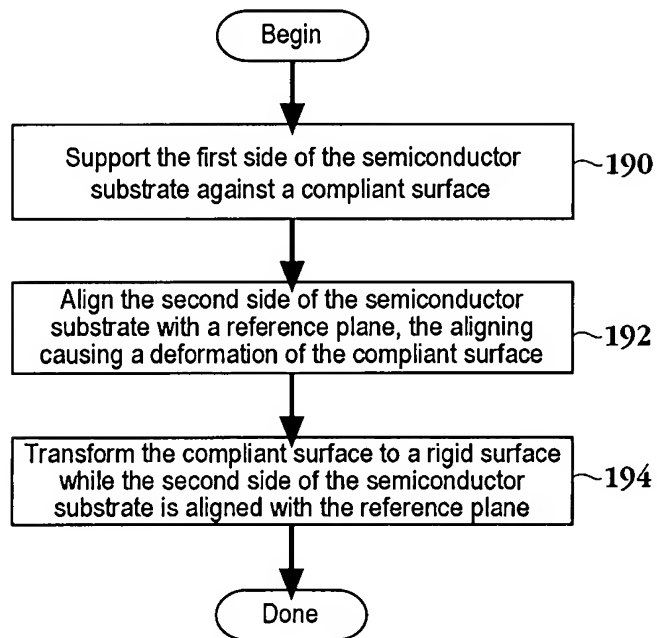 Begin
Support the first side of the semiconductor
substrate against a compliant surface
190
Align the second side of the semiconductor
substrate with a reference plane, the aligning
causing a deformation of the compliant surface
192
Transform the compliant surface to a rigid surface
while the second side of the semiconductor
substrate is aligned with the reference plane
194
Done